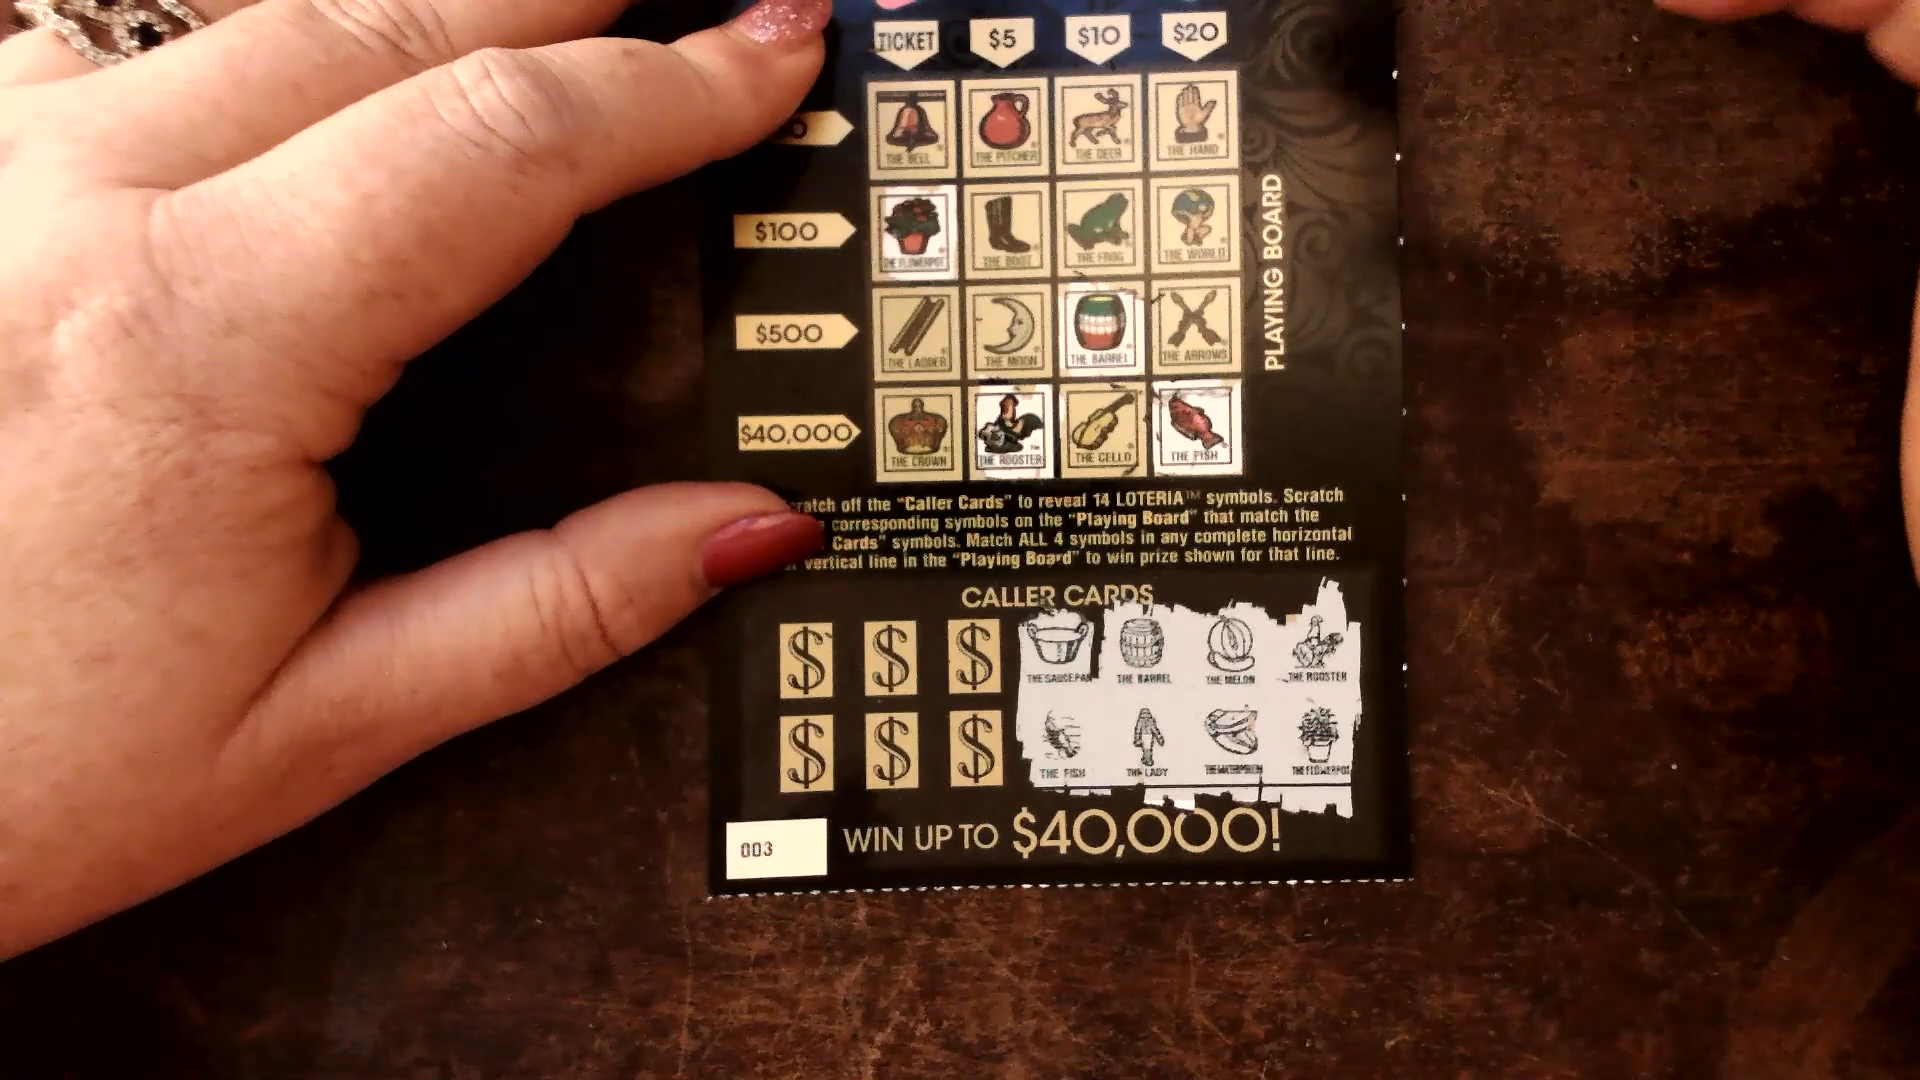 TICKET $5 $10 $20
THE BELL THE PITCHER THE DEER THE HAND
$100 THE FLOWERPOT THE BOOT THE FROG THE WORLD
$500 THE LADDER THE MOON THE BARREL THE ARROWS
$40,000 THE CROWN THE ROOSTER THE CELLO THE FISH
PLAYING BOARD
off the "Caller Cards" to reveal 14 LOTERIA™ symbols. Scratch
corresponding symbols on the "Playing Board" that match the
Cards" symbols. Match ALL 4 symbols in any complete horizontal
vertical line in the "Playing Board" to win prize shown for that line.
CALLER CARDS
$ $ $ THE SAUCEPAN THE BARREL THE MELON THE ROOSTER
$ $ $ THE FISH THE LADY THE WATERMELON THE FLOWERPOT
003 WIN UP TO $40,000!